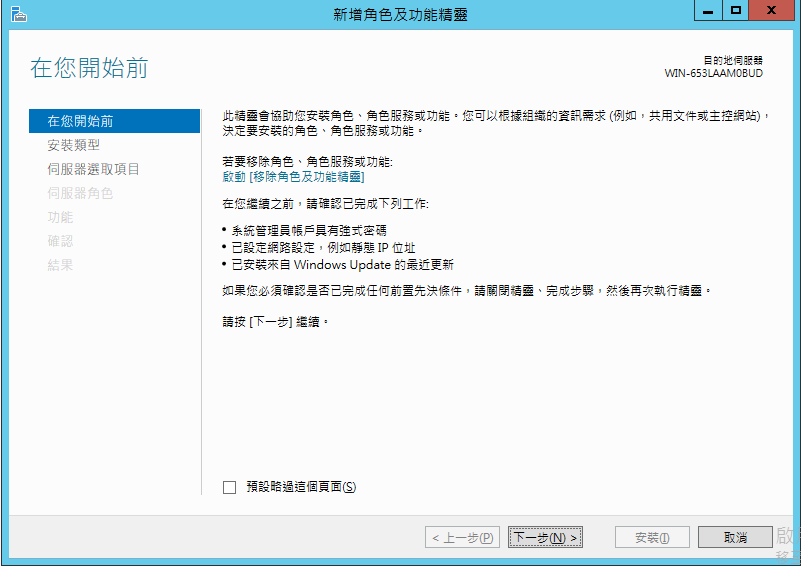 新增角色及功能精靈
在您開始前
目的地伺服器
WIN-653LAAM0BUD
在您開始前
安裝類型
伺服器選取項目
伺服器角色
功能
確認
結果
此精靈會協助您安裝角色、角色服務或功能。您可以根據組織的資訊需求 (例如，共用文件或主控網站)，
決定要安裝的角色、角色服務或功能。
若要移除角色、角色服務或功能:
啟動 [移除角色及功能精靈]
在您繼續之前，請確認已完成下列工作:
• 系統管理員帳戶具有強式密碼
• 已設定網路設定，例如靜態 IP 位址
• 已安裝來自 Windows Update 的最近更新
如果您必須確認是否已完成任何前置先決條件，請關閉精靈、完成步驟，然後再次執行精靈。
請按 [下一步] 繼續。
預設略過這個頁面(S)
< 上一步(P) 下一步(N) > 安裝(I) 取消
啟